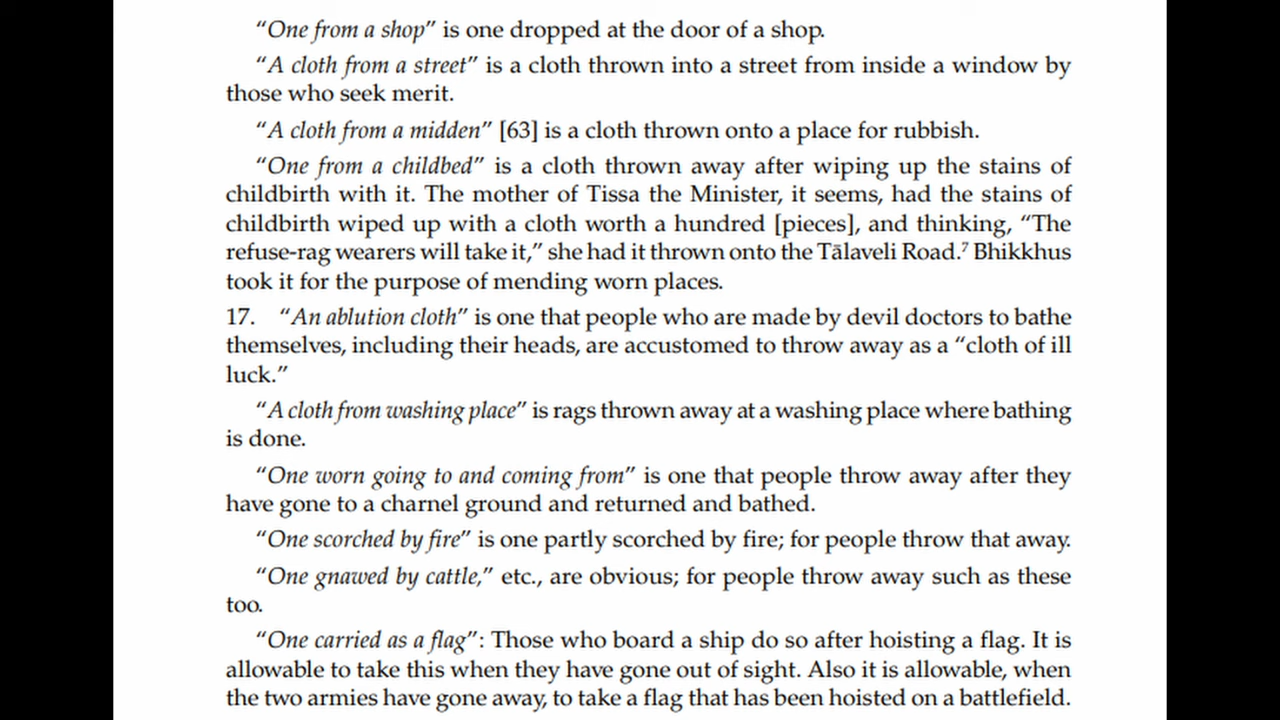 “One from a shop” is one dropped at the door of a shop.
“A cloth from a street” is a cloth thrown into a street from inside a window by
those who seek merit.
“A cloth from a midden” [63] is a cloth thrown onto a place for rubbish.
“One from a childbed” is a cloth thrown away after wiping up the stains of
childbirth with it. The mother of Tissa the Minister, it seems, had the stains of
childbirth wiped up with a cloth worth a hundred [pieces], and thinking, “The
refuse-rag wearers will take it,” she had it thrown onto the Tālaveli Road.⁷ Bhikkhus
took it for the purpose of mending worn places.
17. “An ablution cloth” is one that people who are made by devil doctors to bathe
themselves, including their heads, are accustomed to throw away as a “cloth of ill
luck.”
“A cloth from washing place” is rags thrown away at a washing place where bathing
is done.
“One worn going to and coming from” is one that people throw away after they
have gone to a charnel ground and returned and bathed.
“One scorched by fire” is one partly scorched by fire; for people throw that away.
“One gnawed by cattle,” etc., are obvious; for people throw away such as these
too.
“One carried as a flag”: Those who board a ship do so after hoisting a flag. It is
allowable to take this when they have gone out of sight. Also it is allowable, when
the two armies have gone away, to take a flag that has been hoisted on a battlefield.